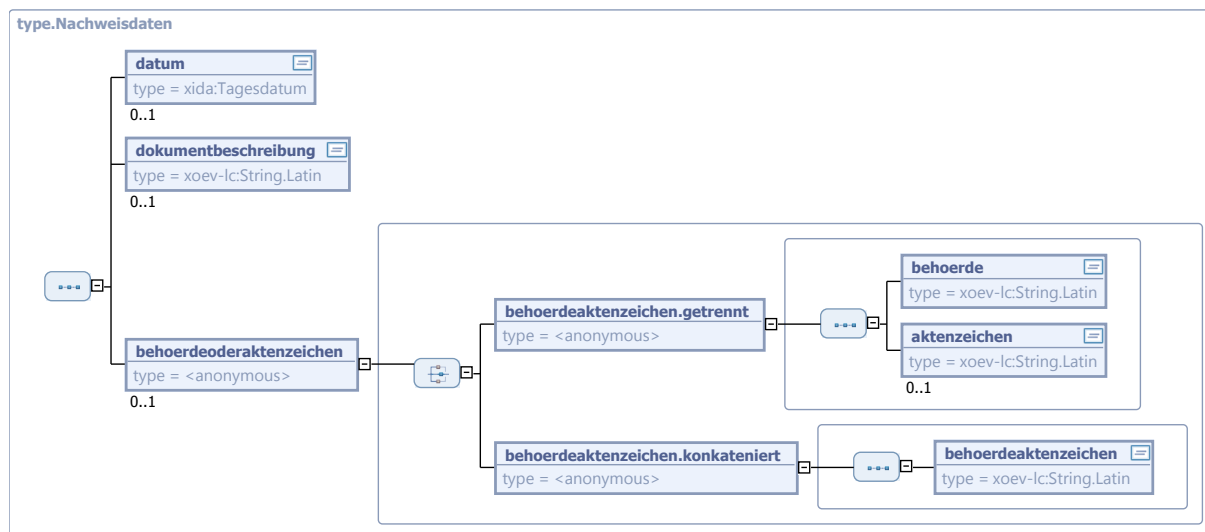 type.Nachweisdaten
datum
type = xida:Tagesdatum
0..1
dokumentbeschreibung
type = xoev-lc:String.Latin
0..1
behoerdeoderaktenzeichen
type = <anonymous>
0..1
behoerdeaktenzeichen.getrennt
type = <anonymous>
behoerde
type = xoev-lc:String.Latin
aktenzeichen
type = xoev-lc:String.Latin
0..1
behoerdeaktenzeichen.konkateniert
type = <anonymous>
behoerdeaktenzeichen
type = xoev-lc:String.Latin